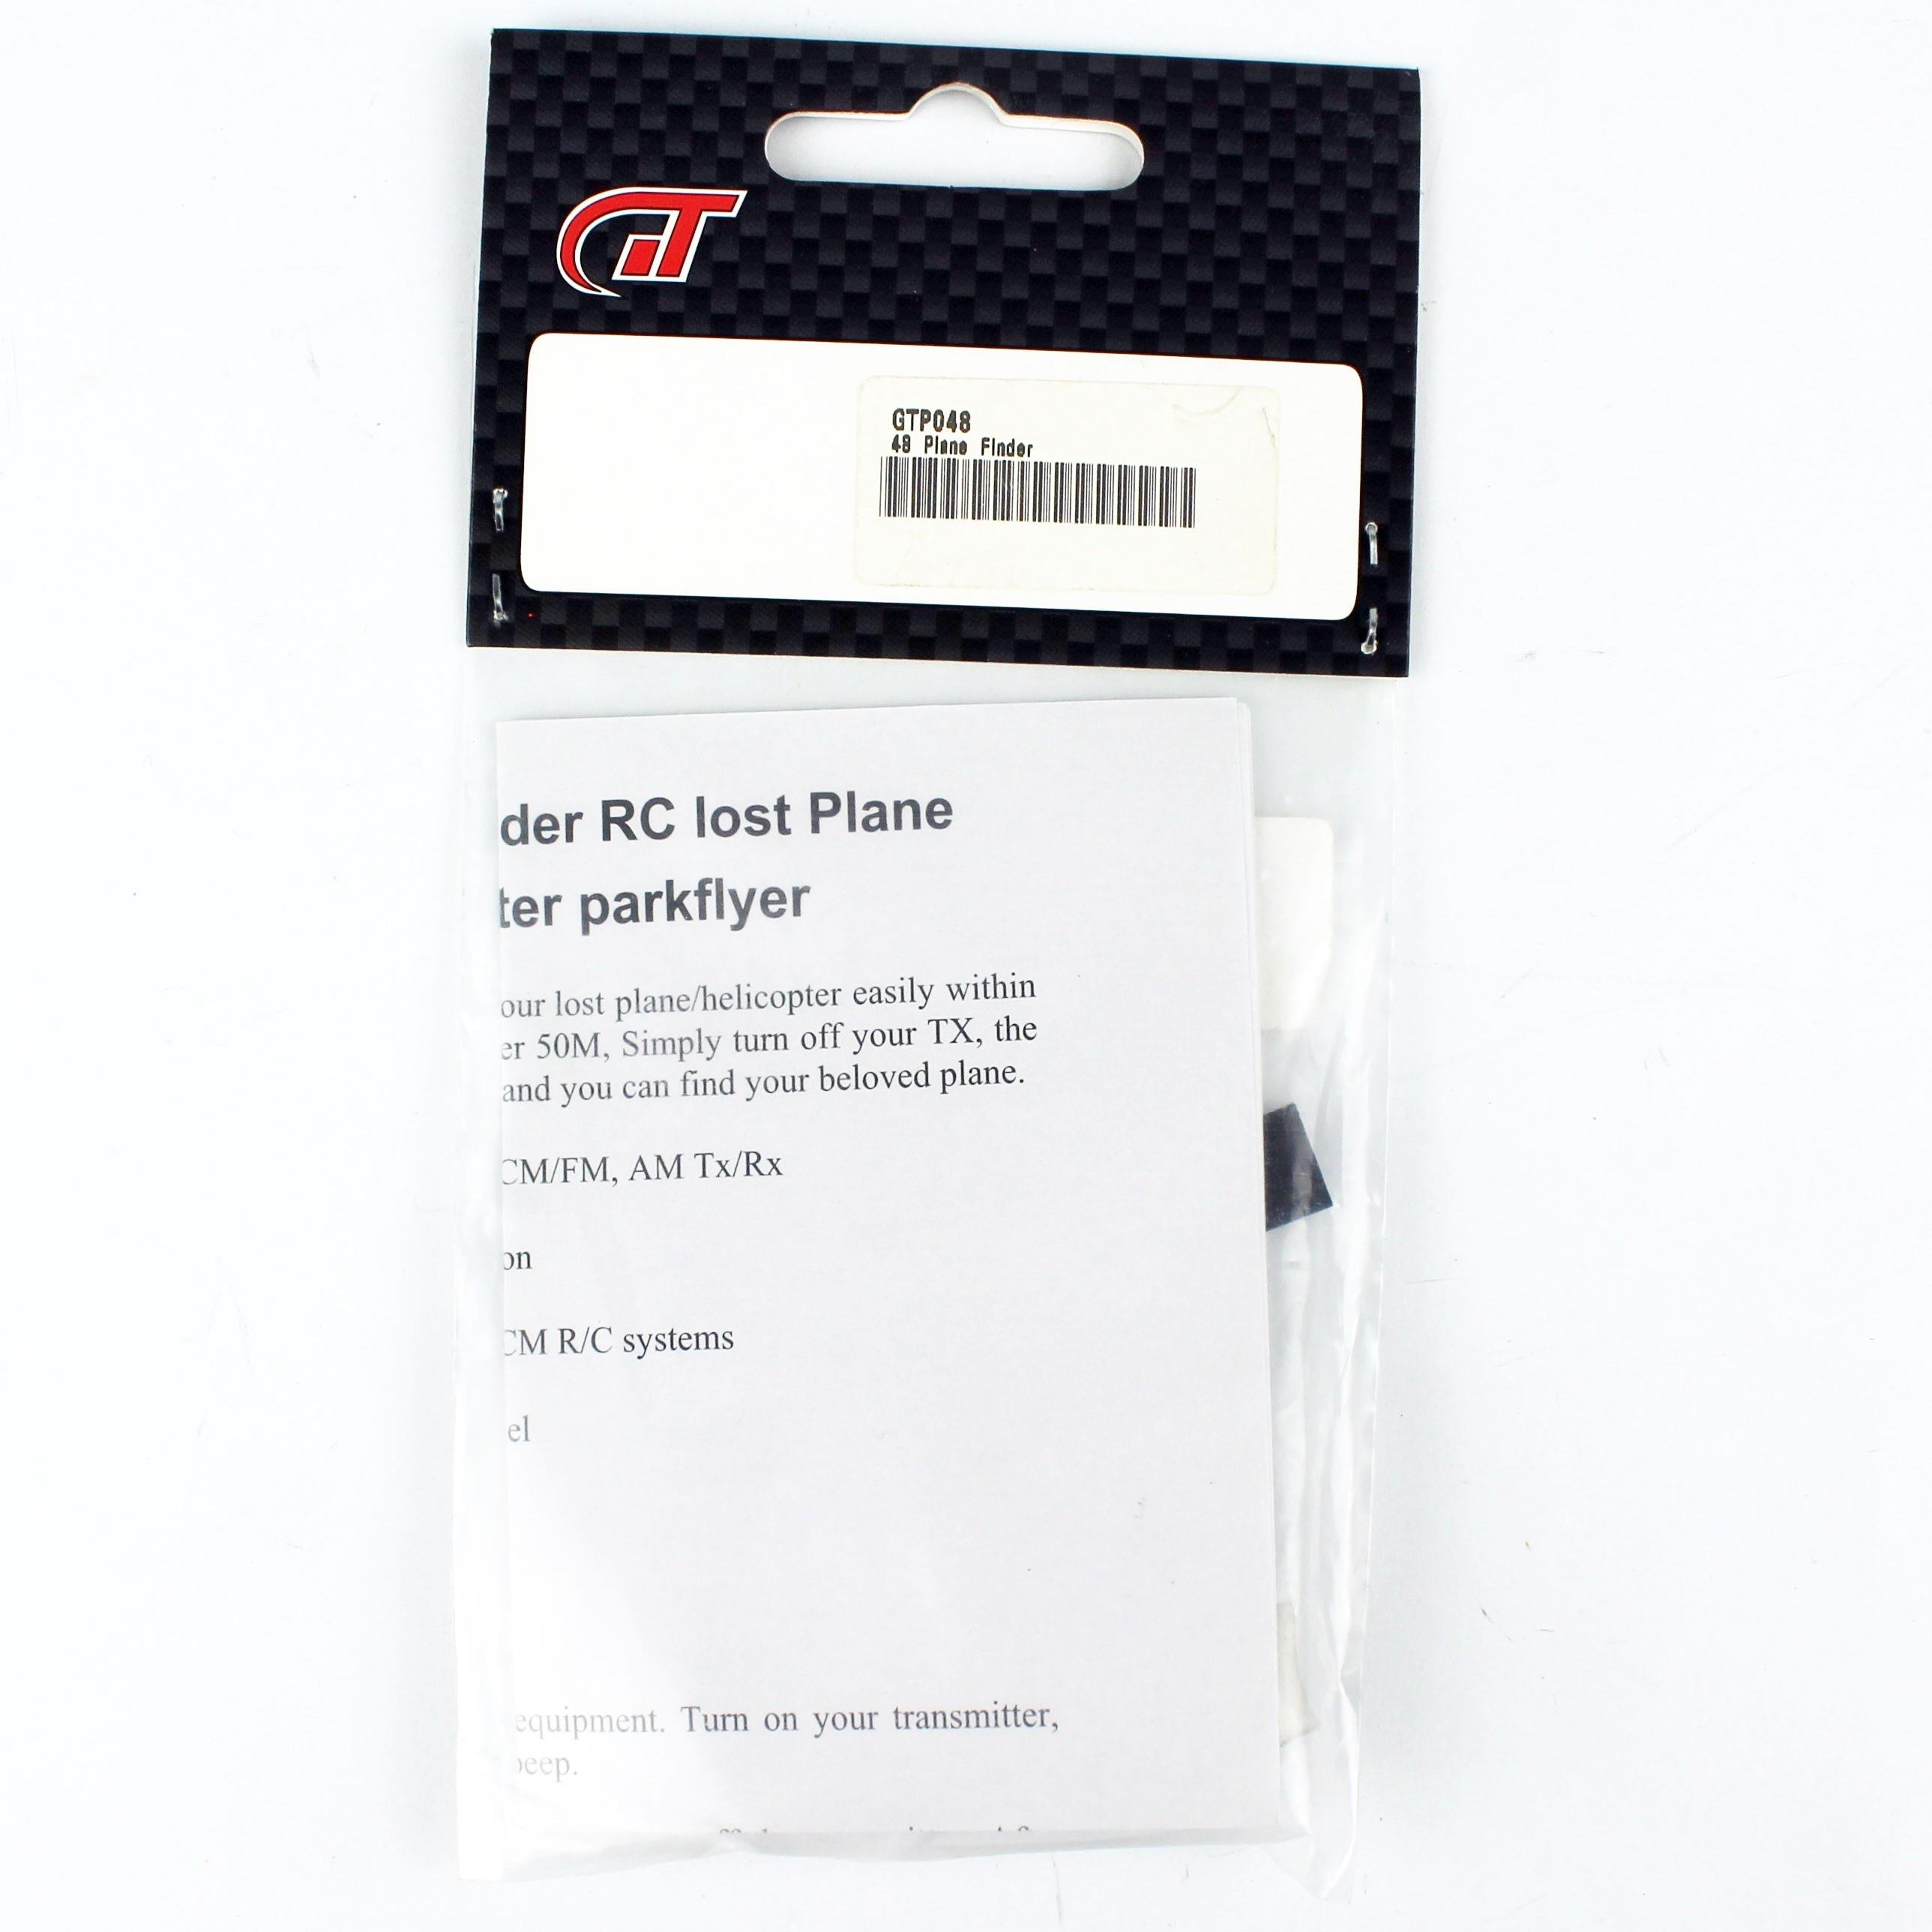 GT
GTP048
48 Plane Finder
der RC lost Plane
ter parkflyer
our lost plane/helicopter easily within
er 50M, Simply turn off your TX, the
and you can find your beloved plane.
CM/FM, AM Tx/Rx
on
CM R/C systems
el
equipment. Turn on your transmitter,
beep.